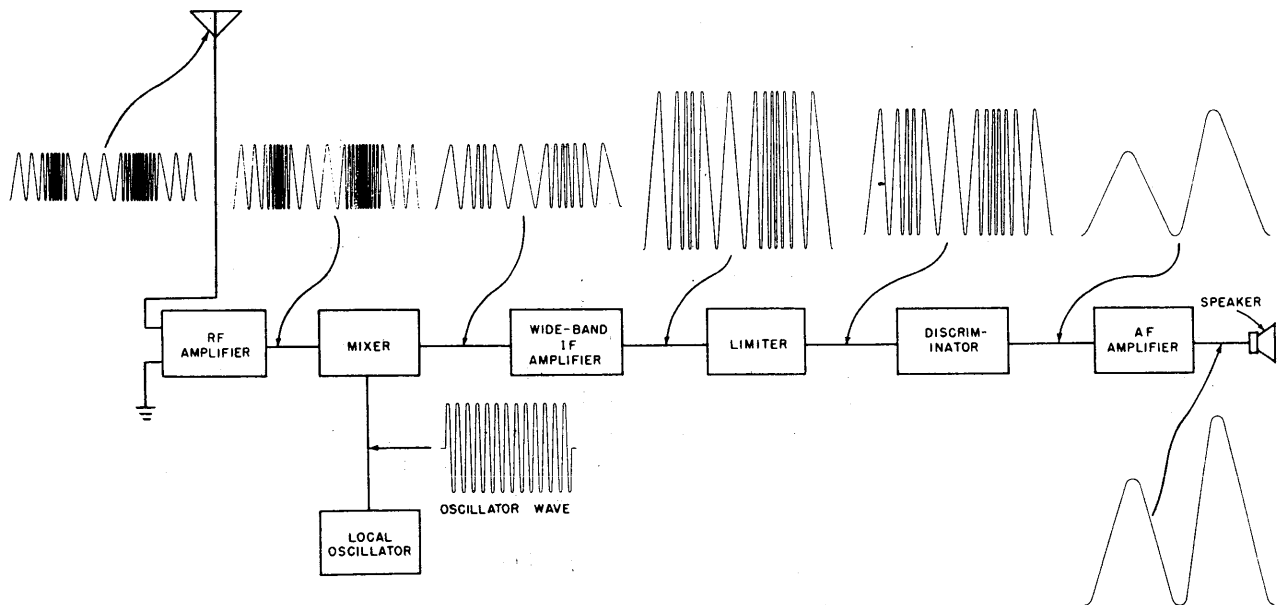 SPEAKER
RF
AMPLIFIER
MIXER
WIDE-BAND
IF
AMPLIFIER
LIMITER
DISCRIM-
INATOR
AF
AMPLIFIER
OSCILLATOR WAVE
LOCAL
OSCILLATOR